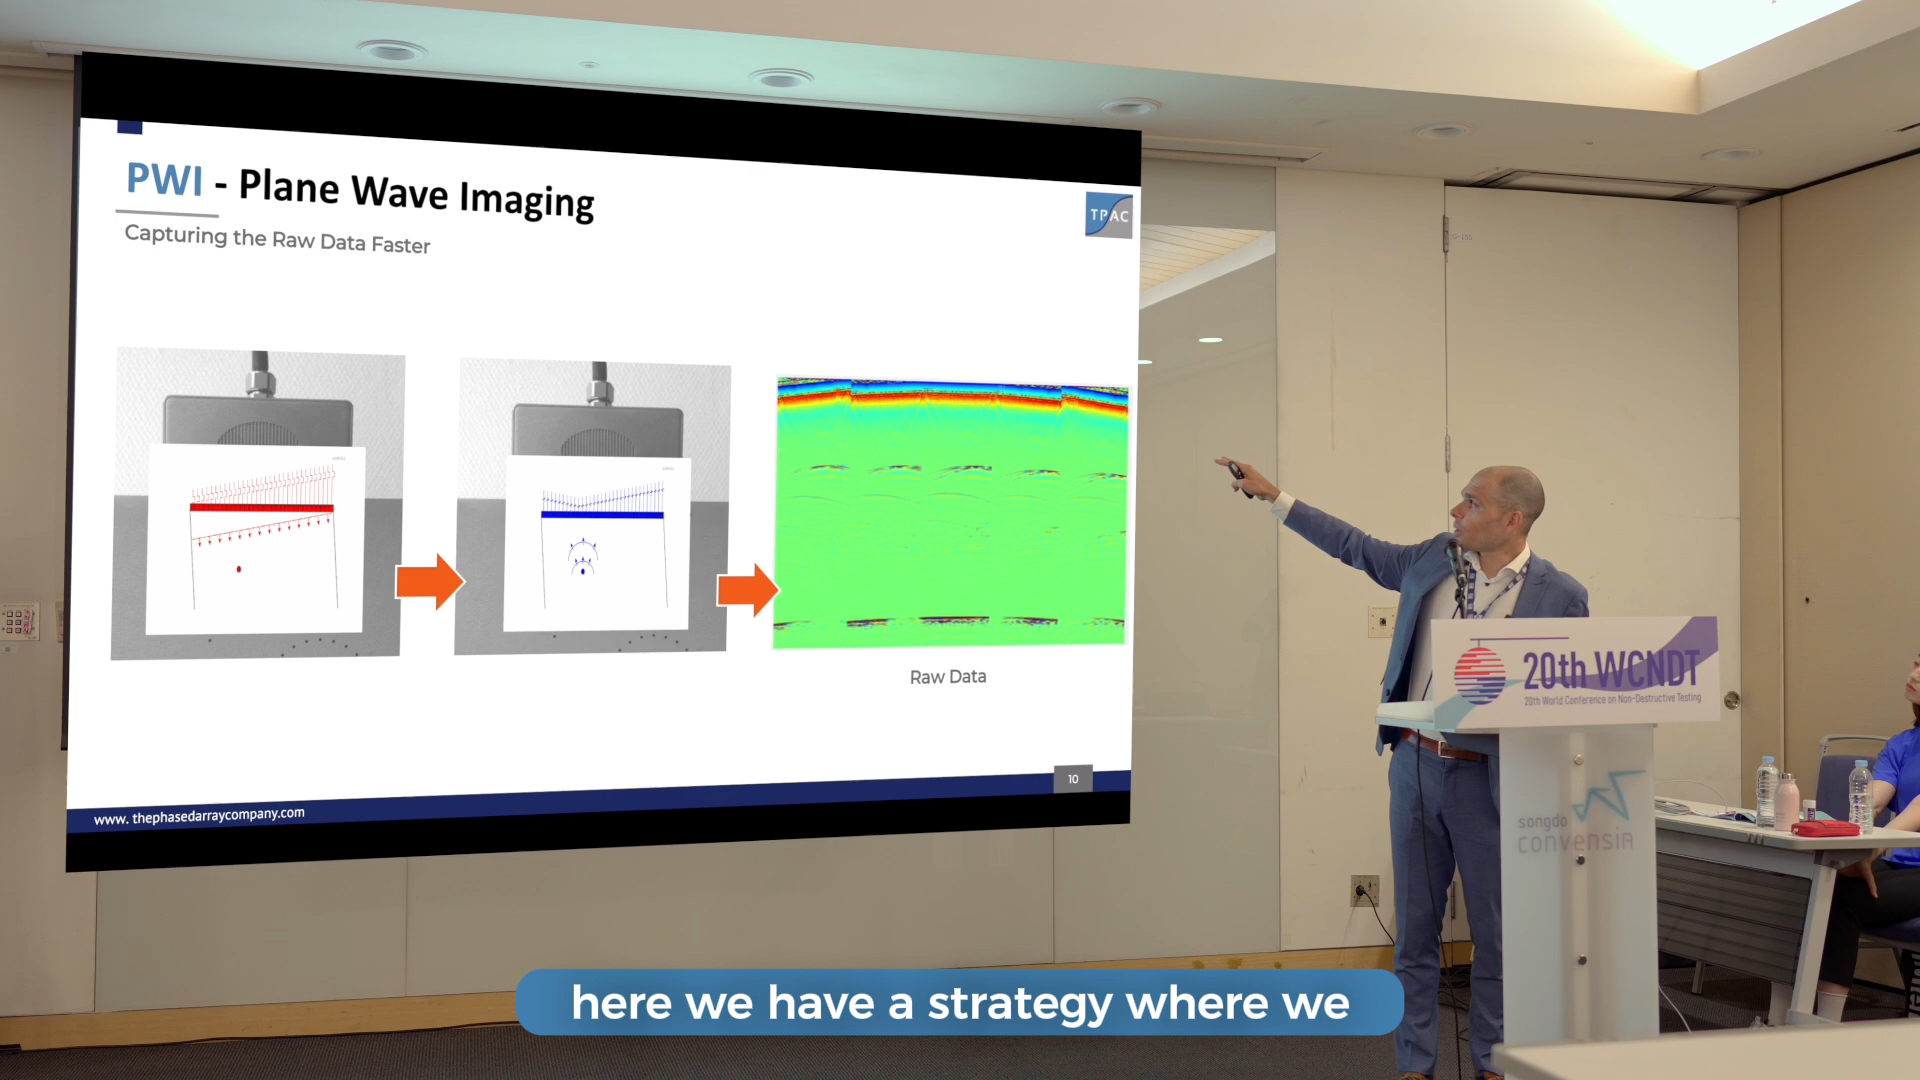 PWI - Plane Wave Imaging
Capturing the Raw Data Faster
TPAC
Raw Data
10
www. thephasedarraycompany.com
20th WCNDT
20th World Conference on Non-Destructive Testing
songdo
convensia
here we have a strategy where we